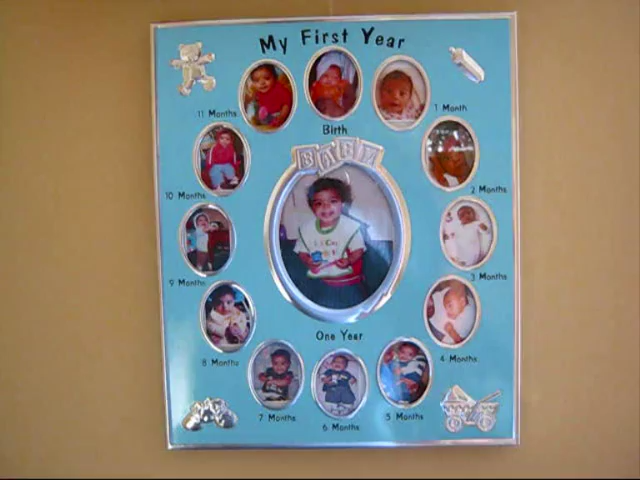 My First Year
11 Months
1 Month
Birth
BABY
10 Months
2 Months
9 Months
3 Months
One Year
8 Months
4 Months
7 Months
6 Months
5 Months